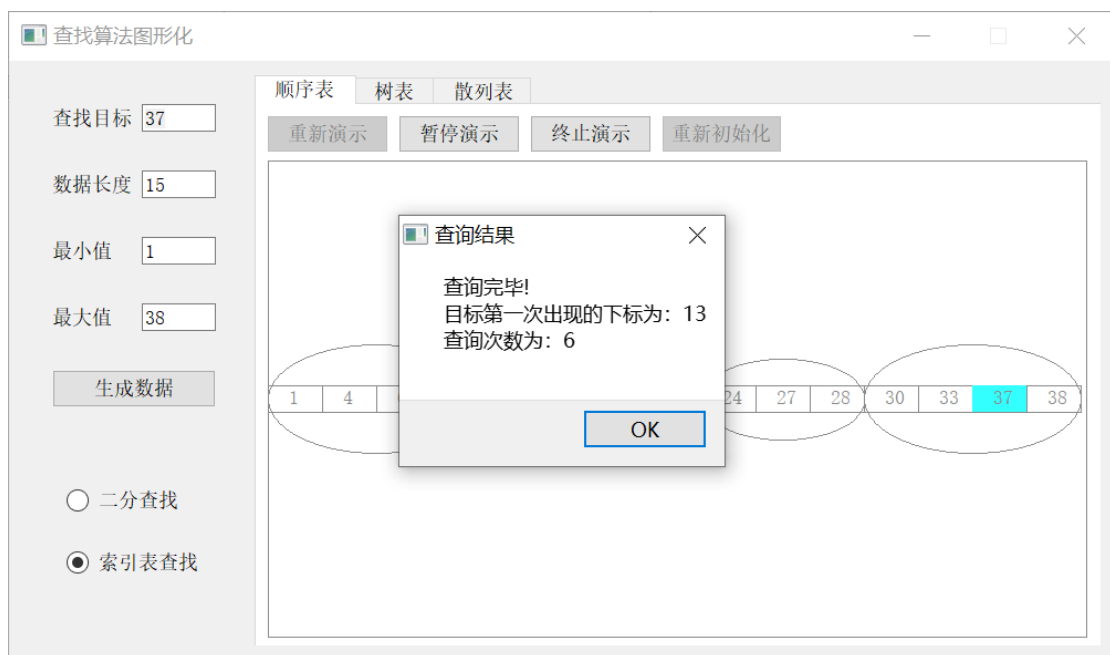 查找算法图形化
查找目标 37
数据长度 15
最小值 1
最大值 38
生成数据
二分查找
索引表查找
顺序表 树表 散列表
重新演示 暂停演示 终止演示 重新初始化
查询结果
查询完毕!
目标第一次出现的下标为：13
查询次数为：6
OK
1 4 24 27 28 30 33 37 38